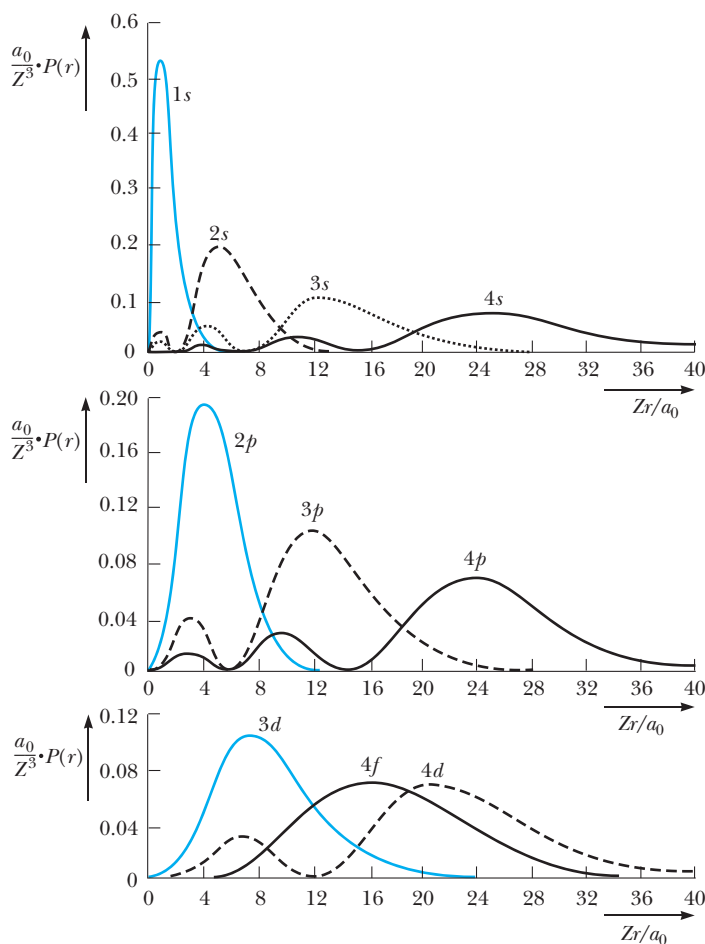 0.6
a₀/Z³ • P(r)
0.5
1s
0.4
0.3
2s
0.2
3s
4s
0.1
0
0 4 8 12 16 20 24 28 32 36 40
Zr/a₀
0.20
a₀/Z³ • P(r)
2p
0.16
3p
0.12
4p
0.08
0.04
0
0 4 8 12 16 20 24 28 32 36 40
Zr/a₀
0.12
3d
a₀/Z³ • P(r)
4f 4d
0.08
0.04
0
0 4 8 12 16 20 24 28 32 36 40
Zr/a₀